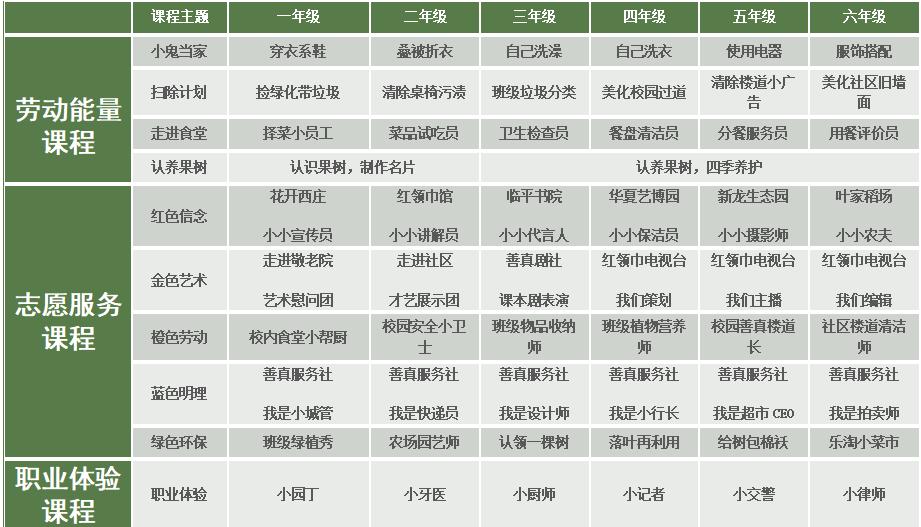 课程主题 一年级 二年级 三年级 四年级 五年级 六年级
劳动能量课程
小鬼当家 穿衣系鞋 叠被折衣 自己洗澡 自己洗衣 使用电器 服饰搭配
扫除计划 捡绿化带垃圾 清除桌椅污渍 班级垃圾分类 美化校园过道 清除楼道小广告 美化社区旧墙面
走进食堂 择菜小员工 菜品试吃员 卫生检查员 餐盘清洁员 分餐服务员 用餐评价员
认养果树 认识果树，制作名片 认养果树，四季养护
志愿服务课程
红色信念 花开西庄 红领巾馆 临平书院 华夏艺博园 新龙生态园 叶家稻场
小小宣传员 小小讲解员 小小代言人 小小保洁员 小小摄影师 小小农夫
金色艺术 走进敬老院 走进社区 善真剧社 红领巾电视台 红领巾电视台 红领巾电视台
艺术慰问团 才艺展示团 课本剧表演 我们策划 我们主播 我们编辑
橙色劳动 校内食堂小帮厨 校园安全小卫士 班级物品收纳师 班级植物营养师 校园善真楼道长 社区楼道清洁师
蓝色明理 善真服务社 善真服务社 善真服务社 善真服务社 善真服务社 善真服务社
我是小城管 我是快递员 我是设计师 我是小行长 我是超市CEO 我是拍卖师
绿色环保 班级绿植秀 农场园艺师 认领一棵树 落叶再利用 给树包棉袄 乐淘小菜市
职业体验课程
职业体验 小园丁 小牙医 小厨师 小记者 小交警 小律师